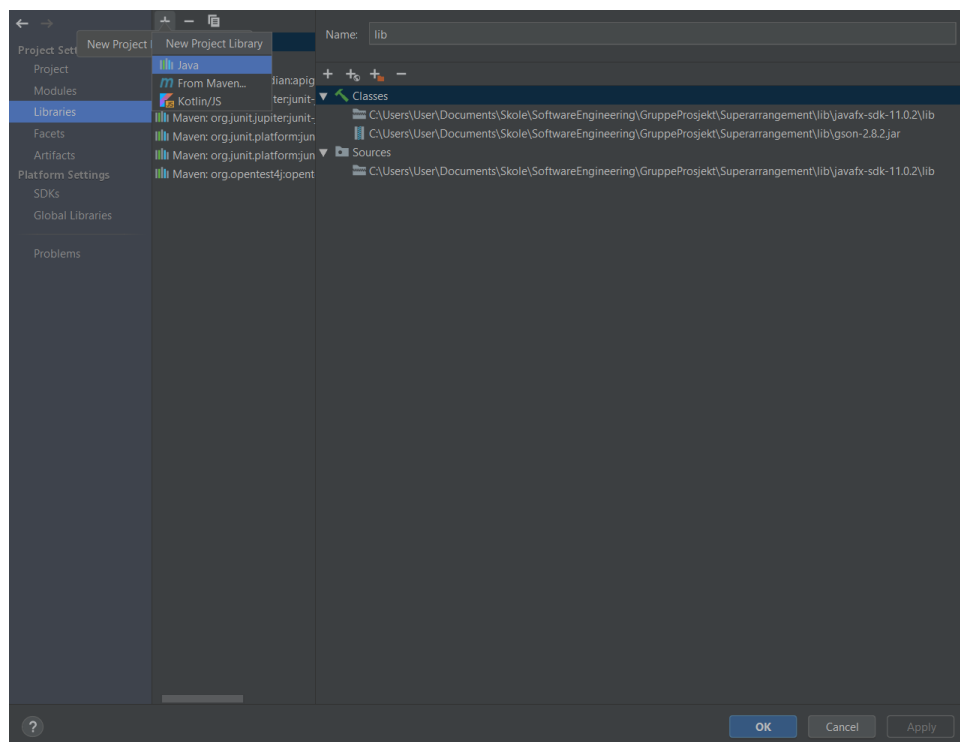 Project Sett
Project
Modules
Libraries
Facets
Artifacts
Platform Settings
SDKs
Global Libraries
Problems
New Project
New Project Library
Java
From Maven...
Kotlin/JS
dian:apig
ter:junit-
Maven: org.junit.jupiter:junit-
Maven: org.junit.platform:jun
Maven: org.junit.platform:jun
Maven: org.opentest4j:opent
Name: lib
Classes
C:\Users\User\Documents\Skole\SoftwareEngineering\GruppeProsjekt\Superarrangement\lib\javafx-sdk-11.0.2\lib
C:\Users\User\Documents\Skole\SoftwareEngineering\GruppeProsjekt\Superarrangement\lib\gson-2.8.2.jar
Sources
C:\Users\User\Documents\Skole\SoftwareEngineering\GruppeProsjekt\Superarrangement\lib\javafx-sdk-11.0.2\lib
?
OK Cancel Apply